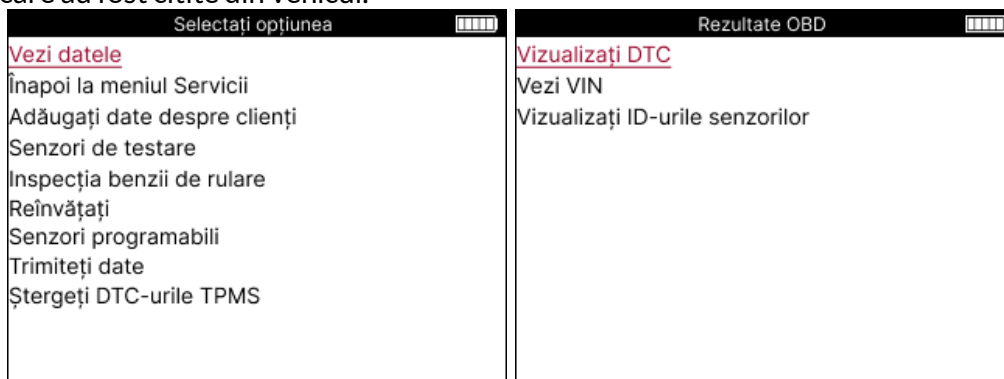 care au fost citite din vehicul.
Selectați opțiunea
Vezi datele
Înapoi la meniul Servicii
Adăugați date despre clienți
Senzori de testare
Inspecția benzii de rulare
Reînvățați
Senzori programabili
Trimiteți date
Ștergeți DTC-urile TPMS
Rezultate OBD
Vizualizați DTC
Vezi VIN
Vizualizați ID-urile senzorilor